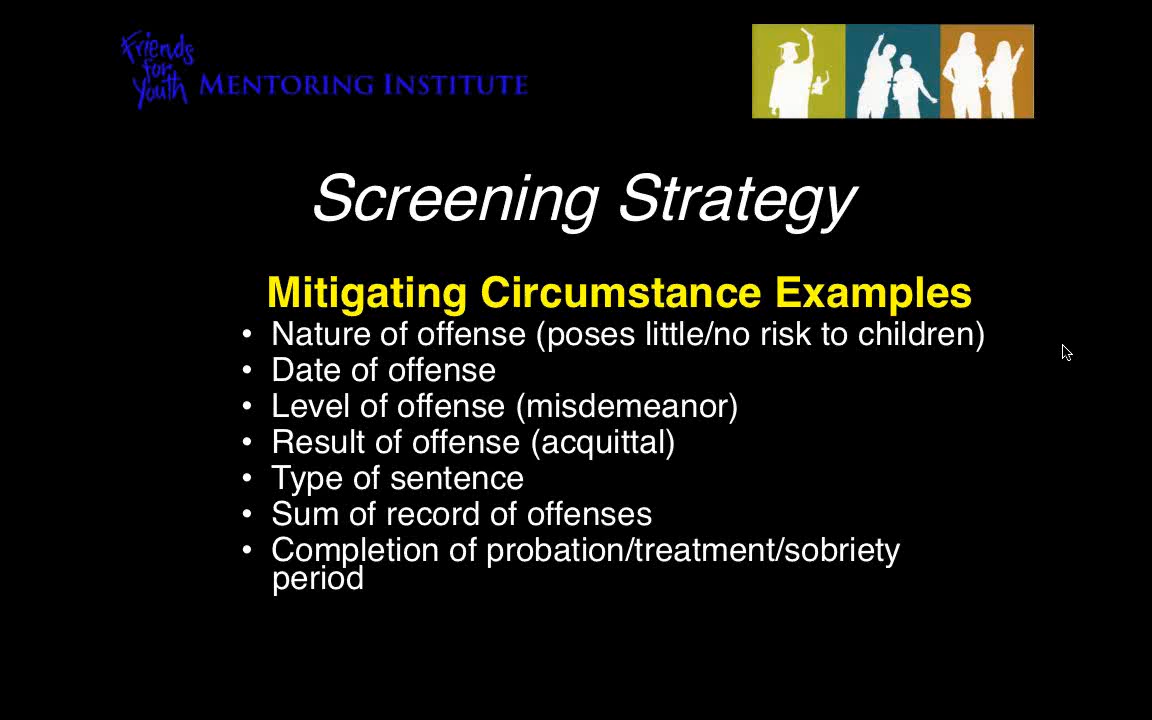 Friends
for
Youth MENTORING INSTITUTE
Screening Strategy
Mitigating Circumstance Examples
• Nature of offense (poses little/no risk to children)
• Date of offense
• Level of offense (misdemeanor)
• Result of offense (acquittal)
• Type of sentence
• Sum of record of offenses
• Completion of probation/treatment/sobriety
period